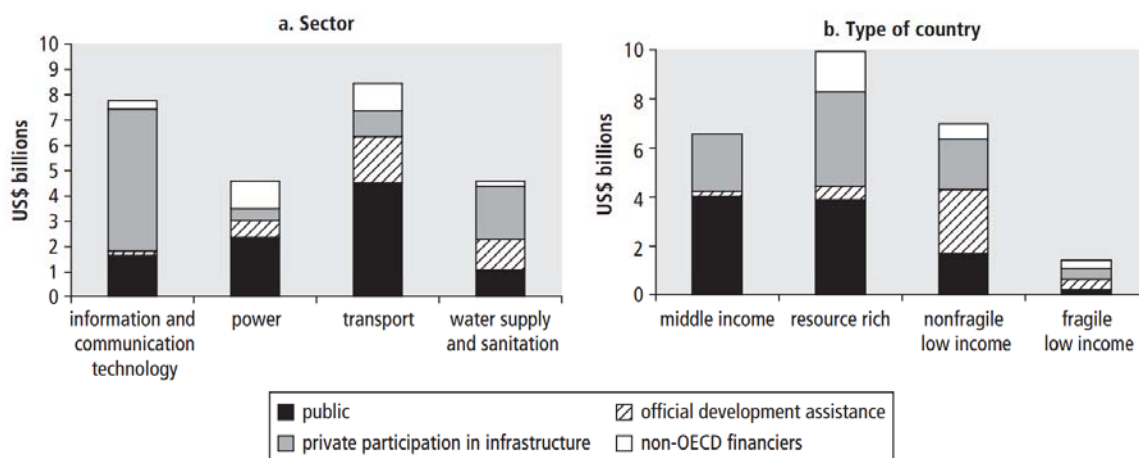 a. Sector
10
9
8
7
6
5
4
3
2
1
0
US$ billions
information and
communication
technology
power
transport
water supply
and sanitation
b. Type of country
10
8
6
4
2
0
US$ billions
middle income
resource rich
nonfragile
low income
fragile
low income
public
official development assistance
private participation in infrastructure
non-OECD financiers